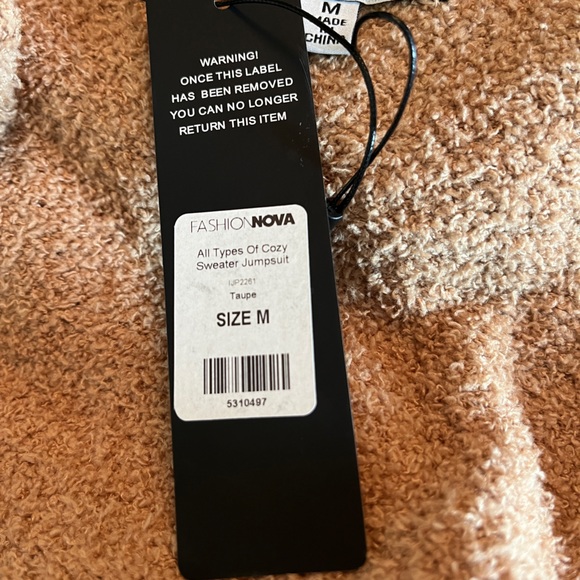 M
MADE
CHINA
WARNING!
ONCE THIS LABEL
HAS BEEN REMOVED
YOU CAN NO LONGER
RETURN THIS ITEM
FASHIONNOVA
All Types Of Cozy
Sweater Jumpsuit
IJP2261
Taupe
SIZE M
5310497